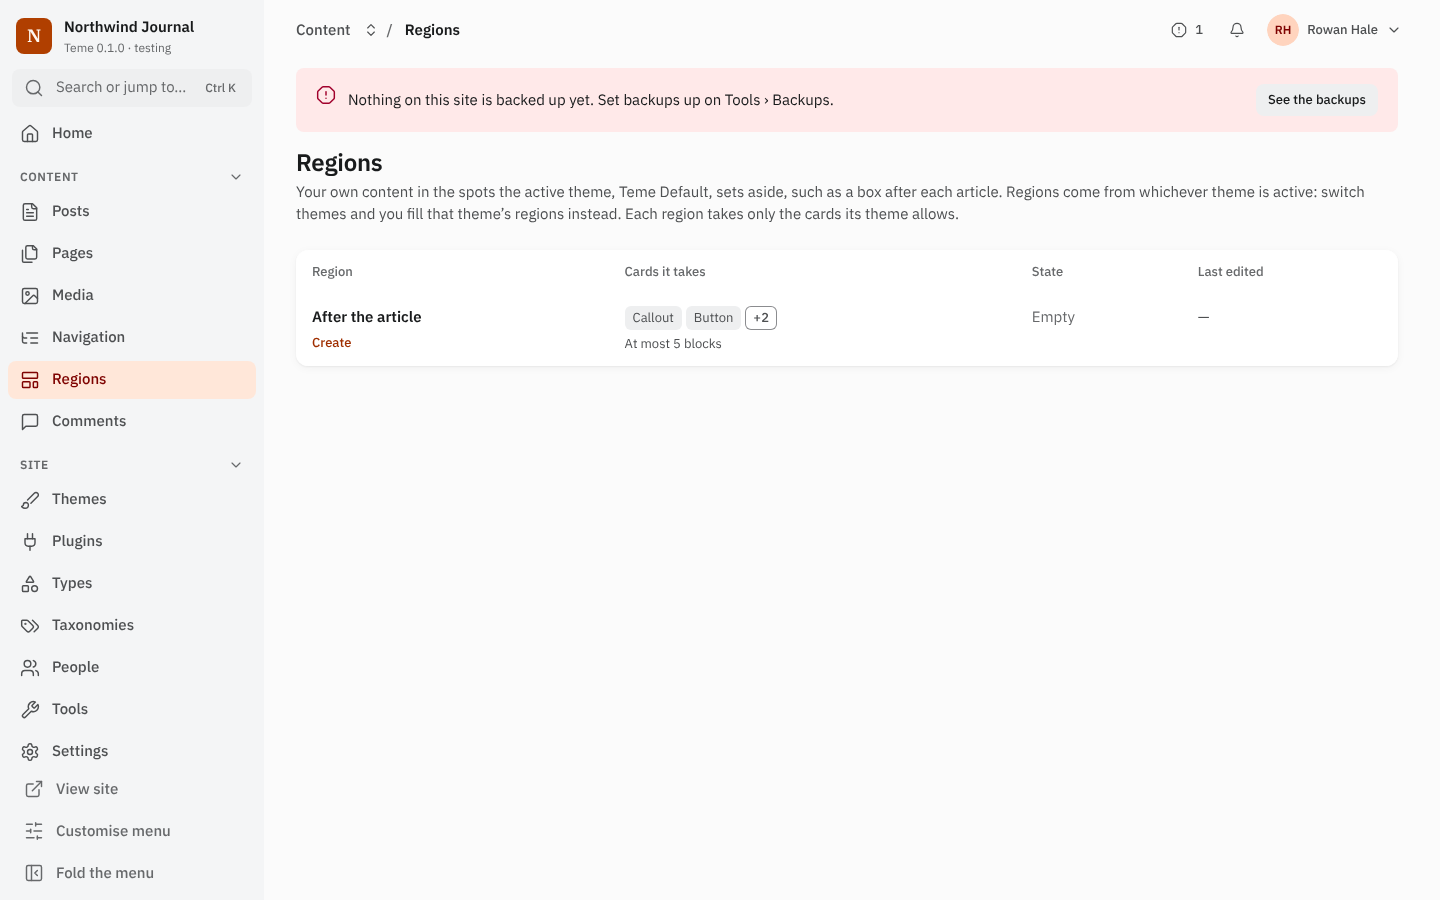 N
Northwind Journal
Teme 0.1.0 · testing
Search or jump to...
Ctrl K
Home
CONTENT
Posts
Pages
Media
Navigation
Regions
Comments
SITE
Themes
Plugins
Types
Taxonomies
People
Tools
Settings
View site
Customise menu
Fold the menu
Content / Regions
1
RH
Rowan Hale
Nothing on this site is backed up yet. Set backups up on Tools › Backups.
See the backups
Regions
Your own content in the spots the active theme, Teme Default, sets aside, such as a box after each article. Regions come from whichever theme is active: switch
themes and you fill that theme’s regions instead. Each region takes only the cards its theme allows.
Region Cards it takes State Last edited
After the article Callout Button +2 Empty —
Create At most 5 blocks